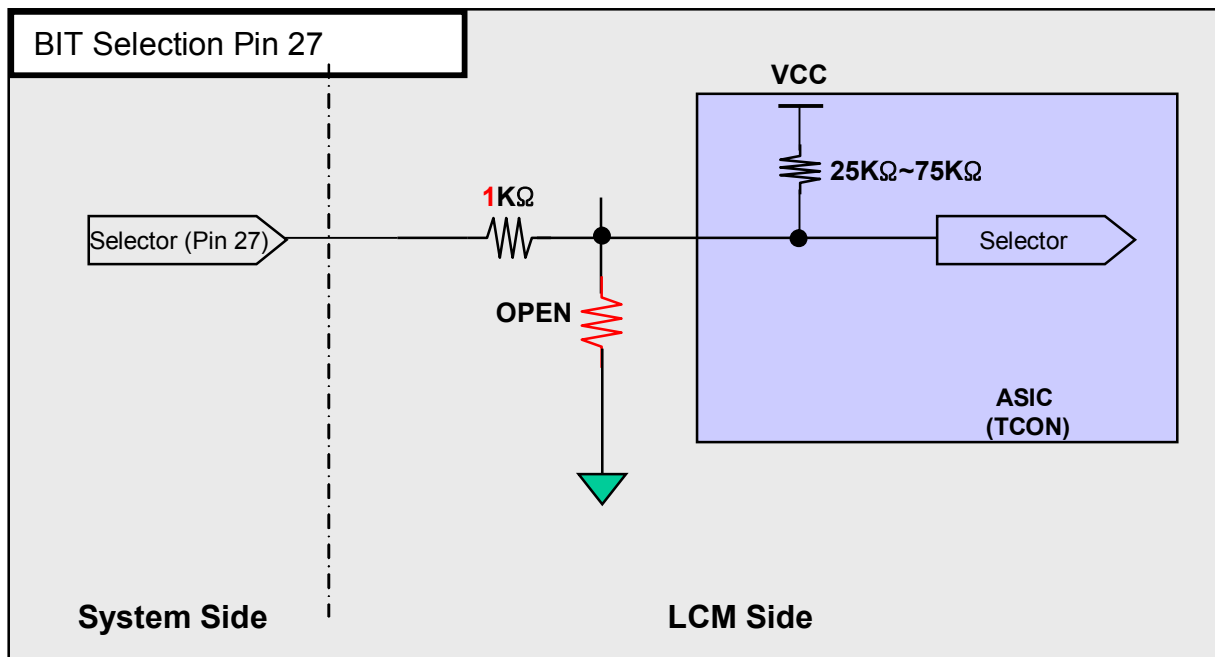 BIT Selection Pin 27
VCC
25KΩ~75KΩ
1KΩ
Selector (Pin 27)
Selector
OPEN
ASIC
(TCON)
System Side
LCM Side